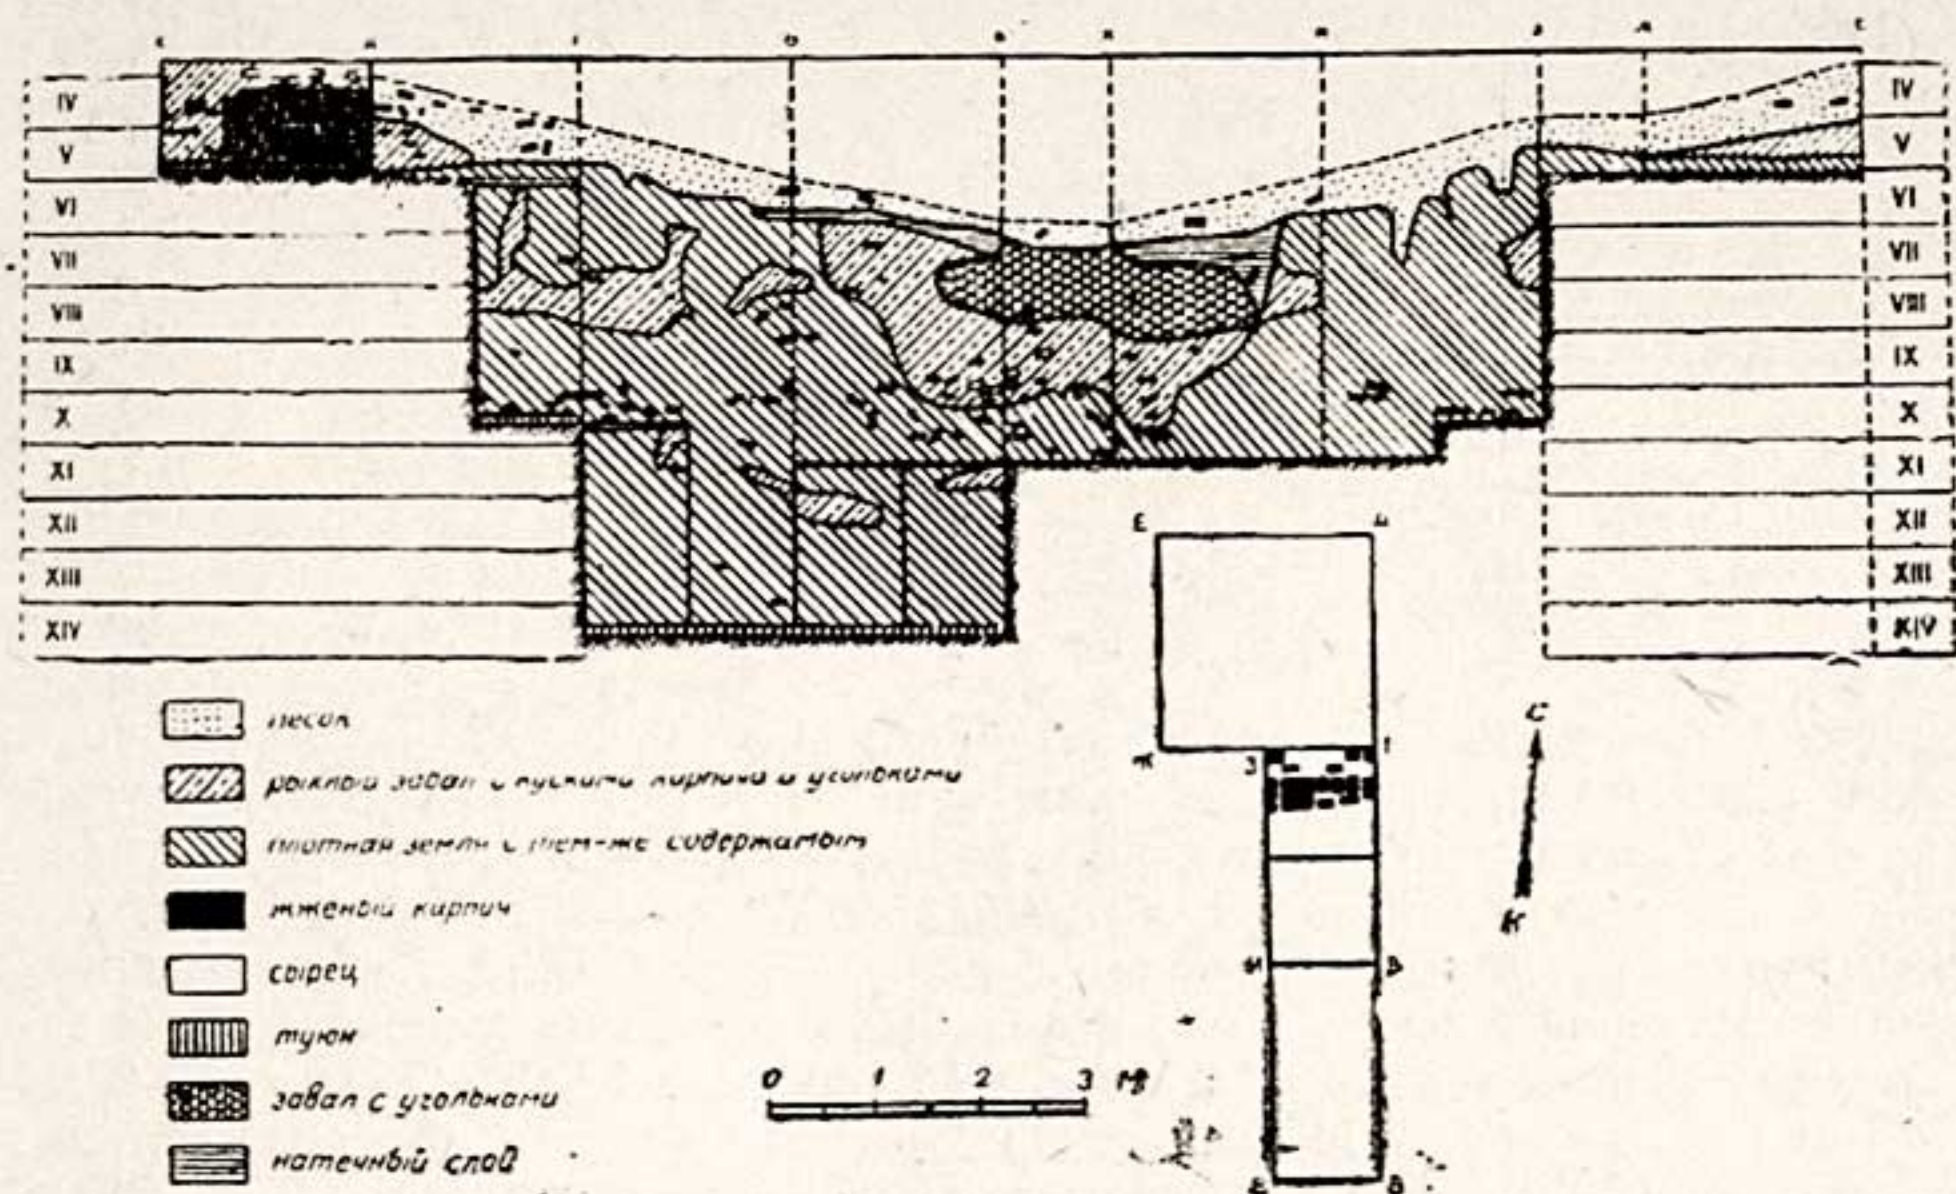 IV IV
V V
VI VI
VII VII
VIII VIII
IX IX
X X
XI XI
XII XII
XIII XIII
XIV XIV
Е
Ж З
С
песок
рыхлый завал с кусками кирпича и угольками
плотная земля с тем-же содержамым
жженый кирпич
сырец
И В
туюк
0 1 2 3 м
завал с угольками
натечный слой